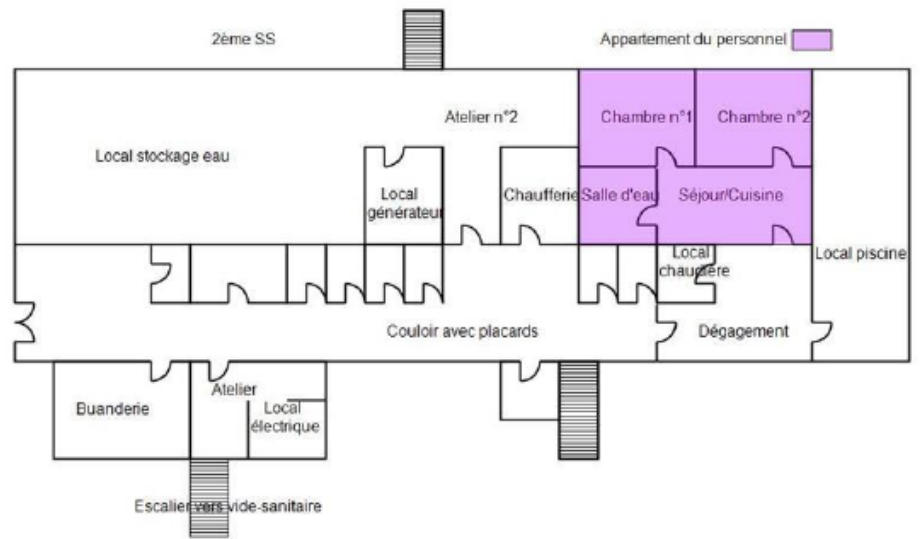 2ème SS
Appartement du personnel
Atelier n°2
Chambre n°1
Chambre n°2
Local stockage eau
Local
générateur
Chaufferie
Salle d'eau
Séjour/Cuisine
Local
chaudière
Local piscine
Couloir avec placards
Dégagement
Buanderie
Atelier
Local
électrique
Escalier vers vide-sanitaire